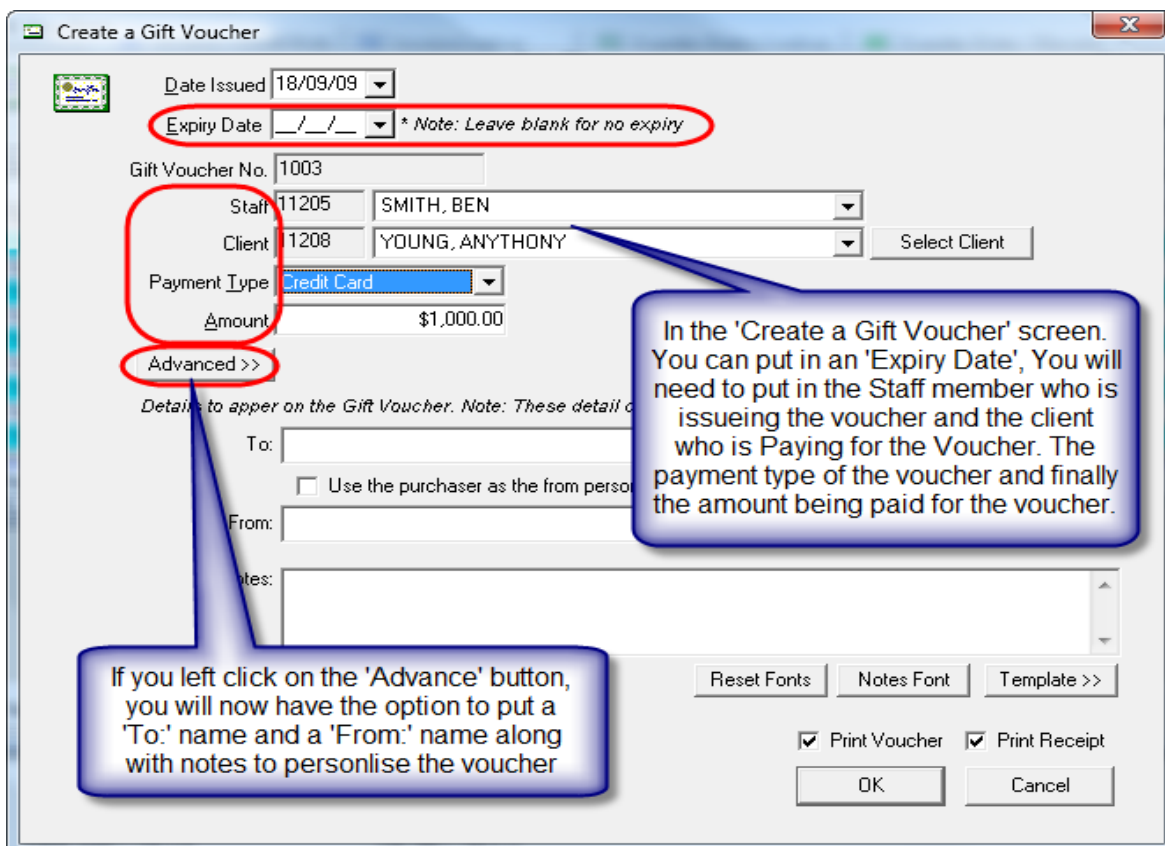 Create a Gift Voucher
Date Issued 18/09/09
Expiry Date __/__/__ * Note: Leave blank for no expiry
Gift Voucher No. 1003
Staff 11205 SMITH, BEN
Client 11208 YOUNG, ANYTHONY Select Client
Payment Type Credit Card
Amount $1,000.00
In the 'Create a Gift Voucher' screen.
You can put in an 'Expiry Date', You will
need to put in the Staff member who is
issueing the voucher and the client
who is Paying for the Voucher. The
payment type of the voucher and finally
the amount being paid for the voucher.
Advanced >>
Details to apper on the Gift Voucher. Note: These detail
To:
Use the purchaser as the from person
From:
If you left click on the 'Advance' button,
you will now have the option to put a
'To:' name and a 'From:' name along
with notes to personlise the voucher
Reset Fonts Notes Font Template >>
Print Voucher Print Receipt
OK Cancel